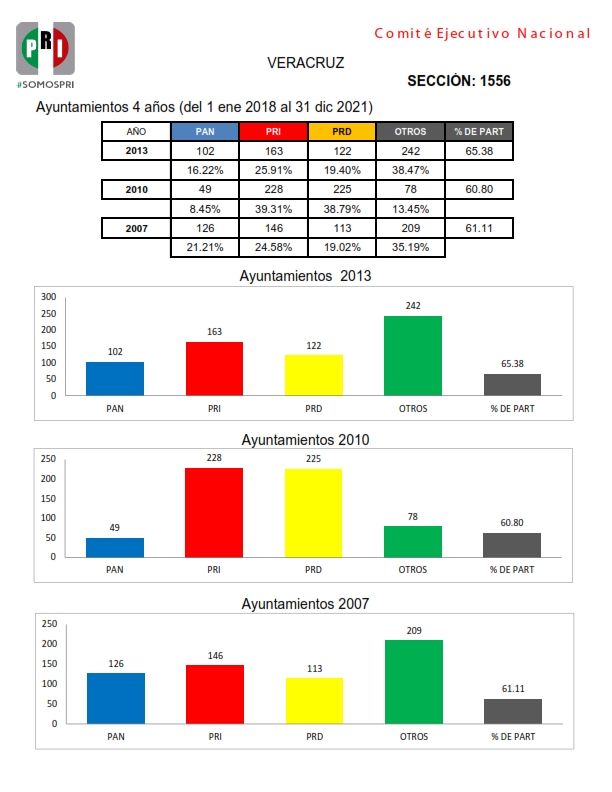 Comité Ejecutivo Nacional
PRI
#SOMOSPRI
VERACRUZ
SECCIÓN: 1556
Ayuntamientos 4 años (del 1 ene 2018 al 31 dic 2021)
AÑO PAN PRI PRD OTROS % DE PART
2013 102 163 122 242 65.38
16.22% 25.91% 19.40% 38.47%
2010 49 228 225 78 60.80
8.45% 39.31% 38.79% 13.45%
2007 126 146 113 209 61.11
21.21% 24.58% 19.02% 35.19%
Ayuntamientos 2013
300
250
200
150
100
50
0
102 163 122 242 65.38
PAN PRI PRD OTROS % DE PART
Ayuntamientos 2010
250
200
150
100
50
0
49 228 225 78 60.80
PAN PRI PRD OTROS % DE PART
Ayuntamientos 2007
250
200
150
100
50
0
126 146 113 209 61.11
PAN PRI PRD OTROS % DE PART